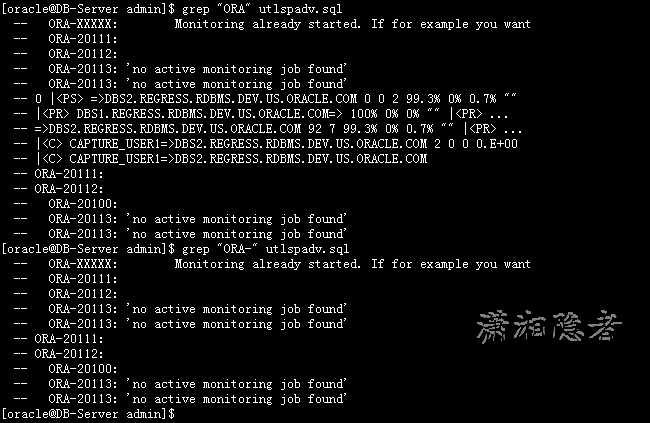 [oracle@DB-Server admin]$ grep "ORA" utlspadv.sql
--   ORA-XXXXX:        Monitoring already started. If for example you want
--   ORA-20111:
--   ORA-20112:
--   ORA-20113: 'no active monitoring job found'
--   ORA-20113: 'no active monitoring job found'
-- 0 |<PS> =>DBS2.REGRESS.RDBMS.DEV.US.ORACLE.COM 0 0 2 99.3% 0% 0.7% ""
-- |<PR> DBS1.REGRESS.RDBMS.DEV.US.ORACLE.COM=> 100% 0% 0% "" |<PR> ...
-- =>DBS2.REGRESS.RDBMS.DEV.US.ORACLE.COM 92 7 99.3% 0% 0.7% "" |<PR> ...
-- |<C> CAPTURE_USER1=>DBS2.REGRESS.RDBMS.DEV.US.ORACLE.COM 2 0 0 0.E+00
-- |<C> CAPTURE_USER1=>DBS2.REGRESS.RDBMS.DEV.US.ORACLE.COM
-- ORA-20111:
-- ORA-20112:
--   ORA-20100:
--   ORA-20113: 'no active monitoring job found'
--   ORA-20113: 'no active monitoring job found'
[oracle@DB-Server admin]$ grep "ORA-" utlspadv.sql
--   ORA-XXXXX:        Monitoring already started. If for example you want
--   ORA-20111:
--   ORA-20112:
--   ORA-20113: 'no active monitoring job found'
--   ORA-20113: 'no active monitoring job found'
-- ORA-20111:
-- ORA-20112:
--   ORA-20100:
--   ORA-20113: 'no active monitoring job found'
--   ORA-20113: 'no active monitoring job found'
[oracle@DB-Server admin]$
潇湘隐者